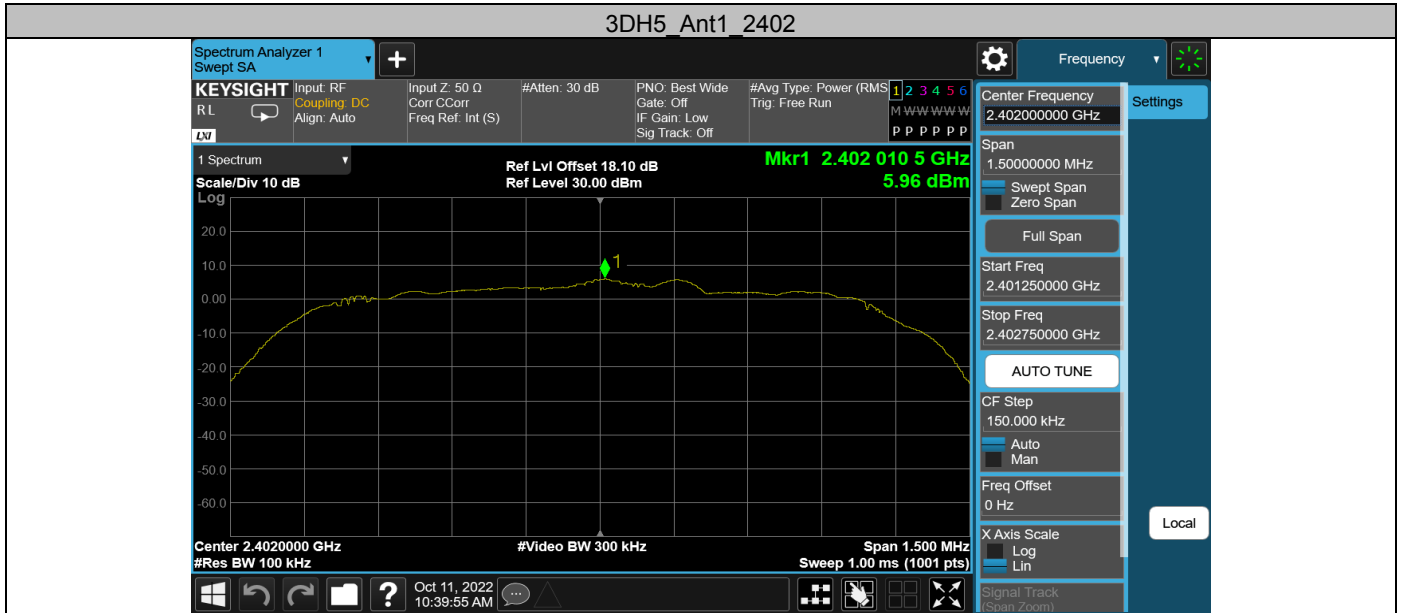 3DH5_Ant1_2402
Spectrum Analyzer 1
Swept SA
Frequency
KEYSIGHT
RL
LXI
Input: RF
Coupling: DC
Align: Auto
Input Z: 50 Ω
Corr CCorr
Freq Ref: Int (S)
#Atten: 30 dB
PNO: Best Wide
Gate: Off
IF Gain: Low
Sig Track: Off
#Avg Type: Power (RMS
Trig: Free Run
1 2 3 4 5 6
M W W W W W
P P P P P P
1 Spectrum
Scale/Div 10 dB
Ref Lvl Offset 18.10 dB
Ref Level 30.00 dBm
Mkr1 2.402 010 5 GHz
5.96 dBm
Log
20.0
10.0
0.00
-10.0
-20.0
-30.0
-40.0
-50.0
-60.0
1
Center 2.4020000 GHz
#Res BW 100 kHz
#Video BW 300 kHz
Span 1.500 MHz
Sweep 1.00 ms (1001 pts)
Center Frequency
2.402000000 GHz
Settings
Span
1.50000000 MHz
Swept Span
Zero Span
Full Span
Start Freq
2.401250000 GHz
Stop Freq
2.402750000 GHz
AUTO TUNE
CF Step
150.000 kHz
Auto
Man
Freq Offset
0 Hz
X Axis Scale
Log
Lin
Local
Signal Track
(Span Zoom)
?
Oct 11, 2022
10:39:55 AM